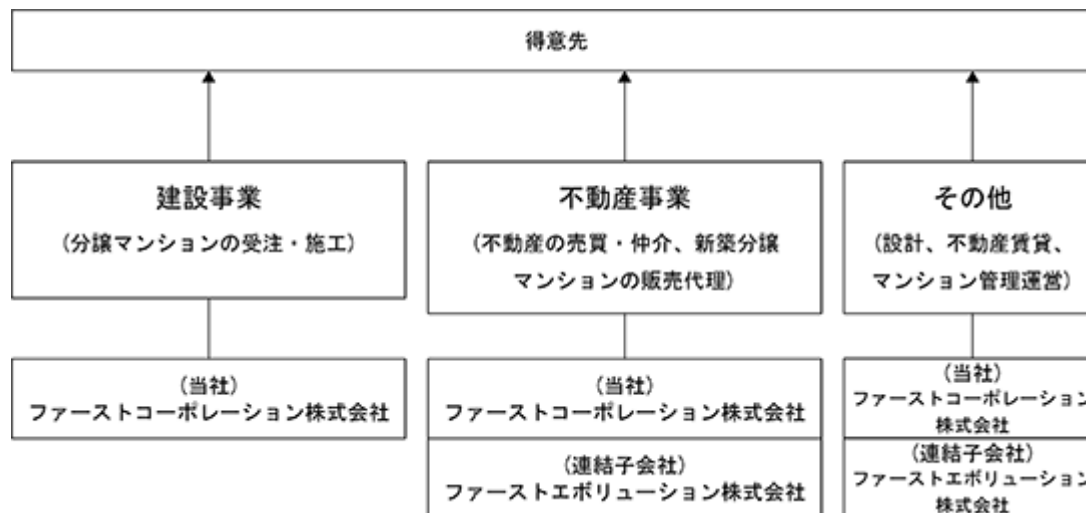 得意先
建設事業
(分譲マンションの受注・施工)
不動産事業
(不動産の売買・仲介、新築分譲
マンションの販売代理)
その他
(設計、不動産賃貸、
マンション管理運営)
(当社)
ファーストコーポレーション株式会社
(当社)
ファーストコーポレーション株式会社
(連結子会社)
ファーストエボリューション株式会社
(当社)
ファーストコーポレーション
株式会社
(連結子会社)
ファーストエボリューション
株式会社